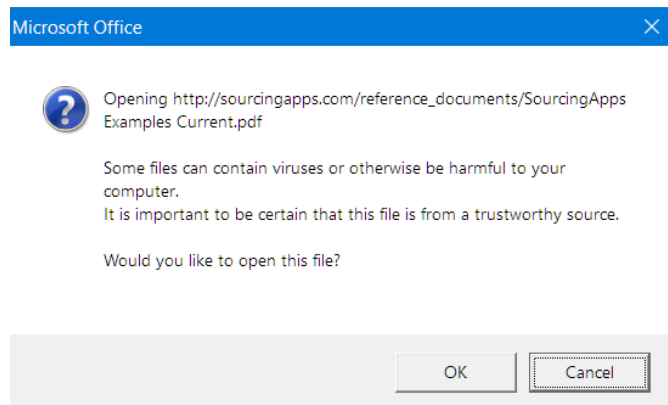 Microsoft Office
Opening http://sourcingapps.com/reference_documents/SourcingApps
Examples Current.pdf
Some files can contain viruses or otherwise be harmful to your
computer.
It is important to be certain that this file is from a trustworthy source.
Would you like to open this file?
OK
Cancel